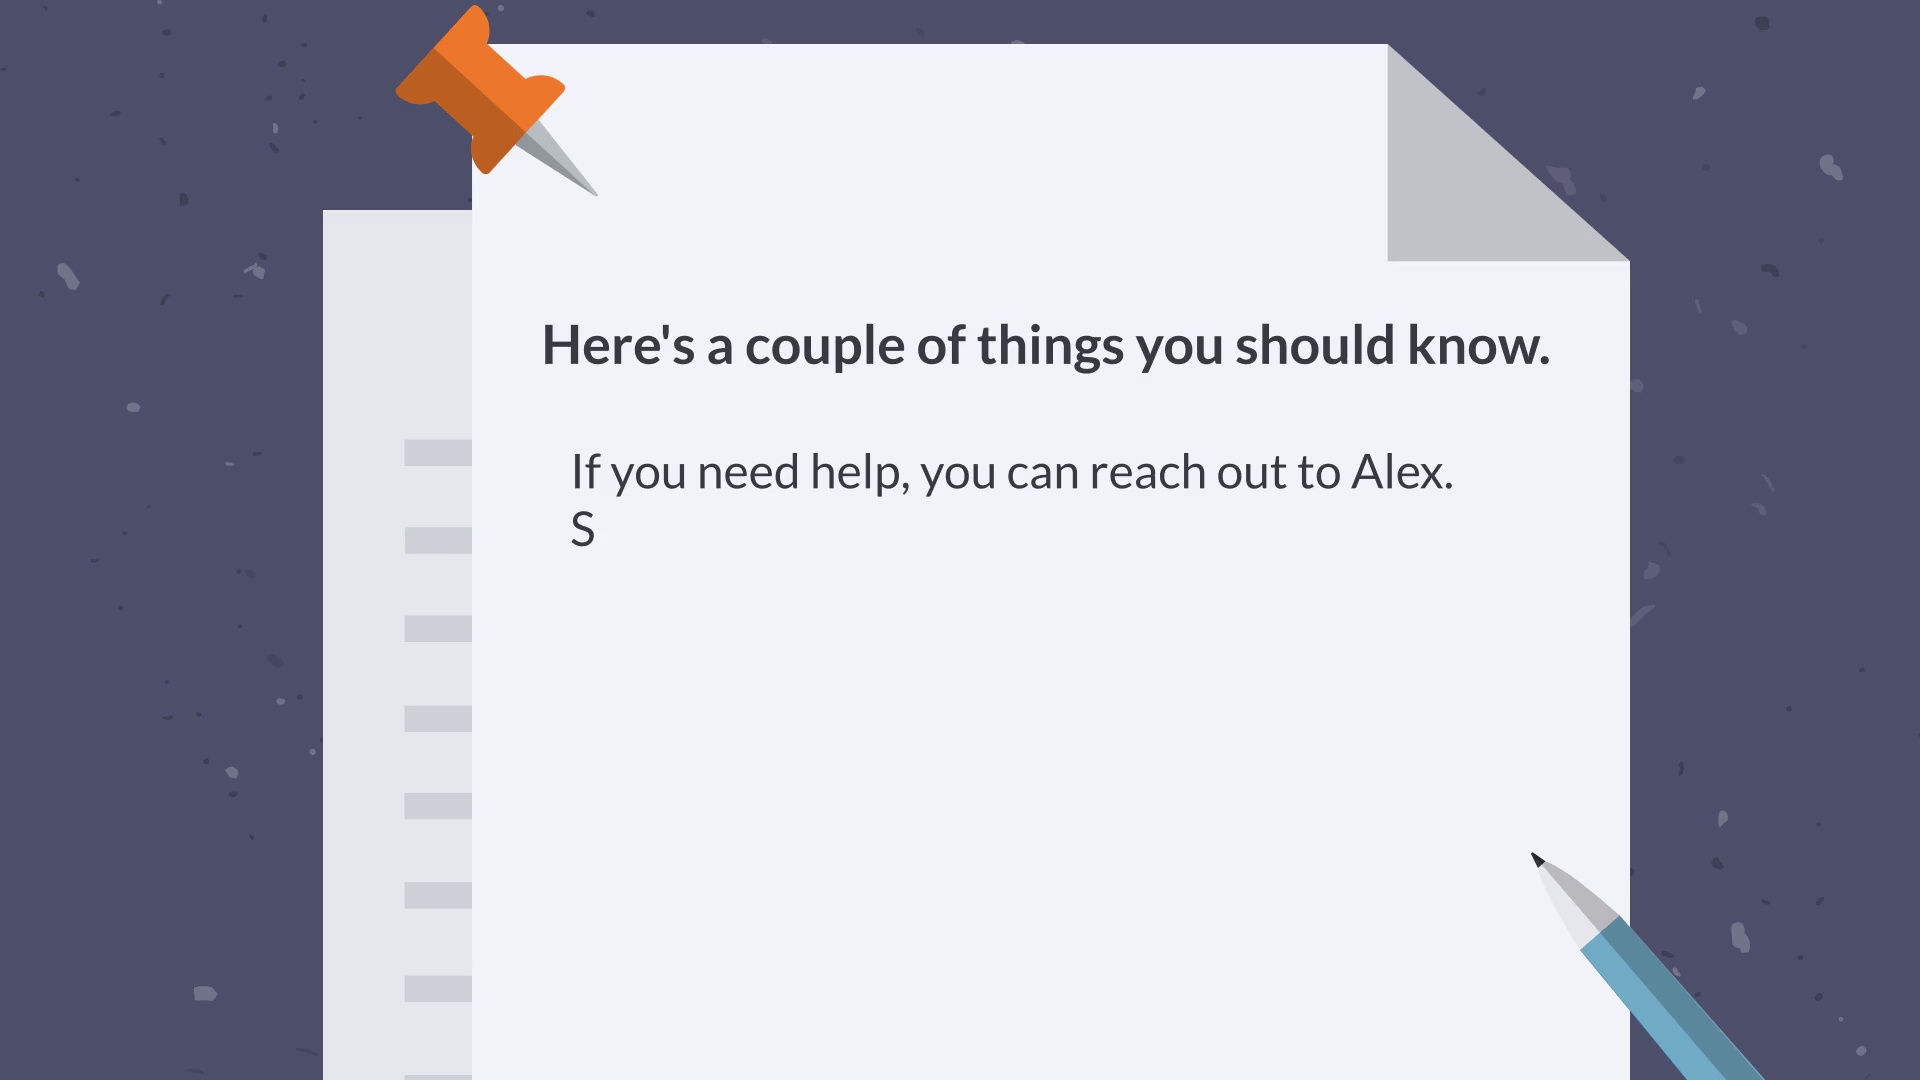 Here's a couple of things you should know.
If you need help, you can reach out to Alex.
S